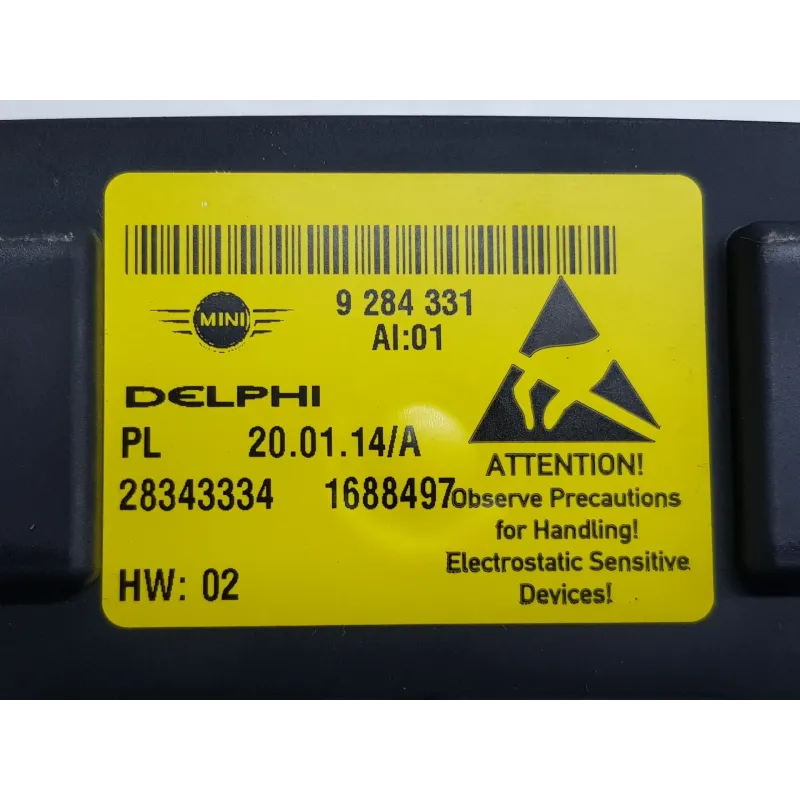 9 284 331
MINI
AI:01
DELPHI
PL 20.01.14/A
ATTENTION!
28343334 1688497
Observe Precautions
for Handling!
Electrostatic Sensitive
HW: 02
Devices!